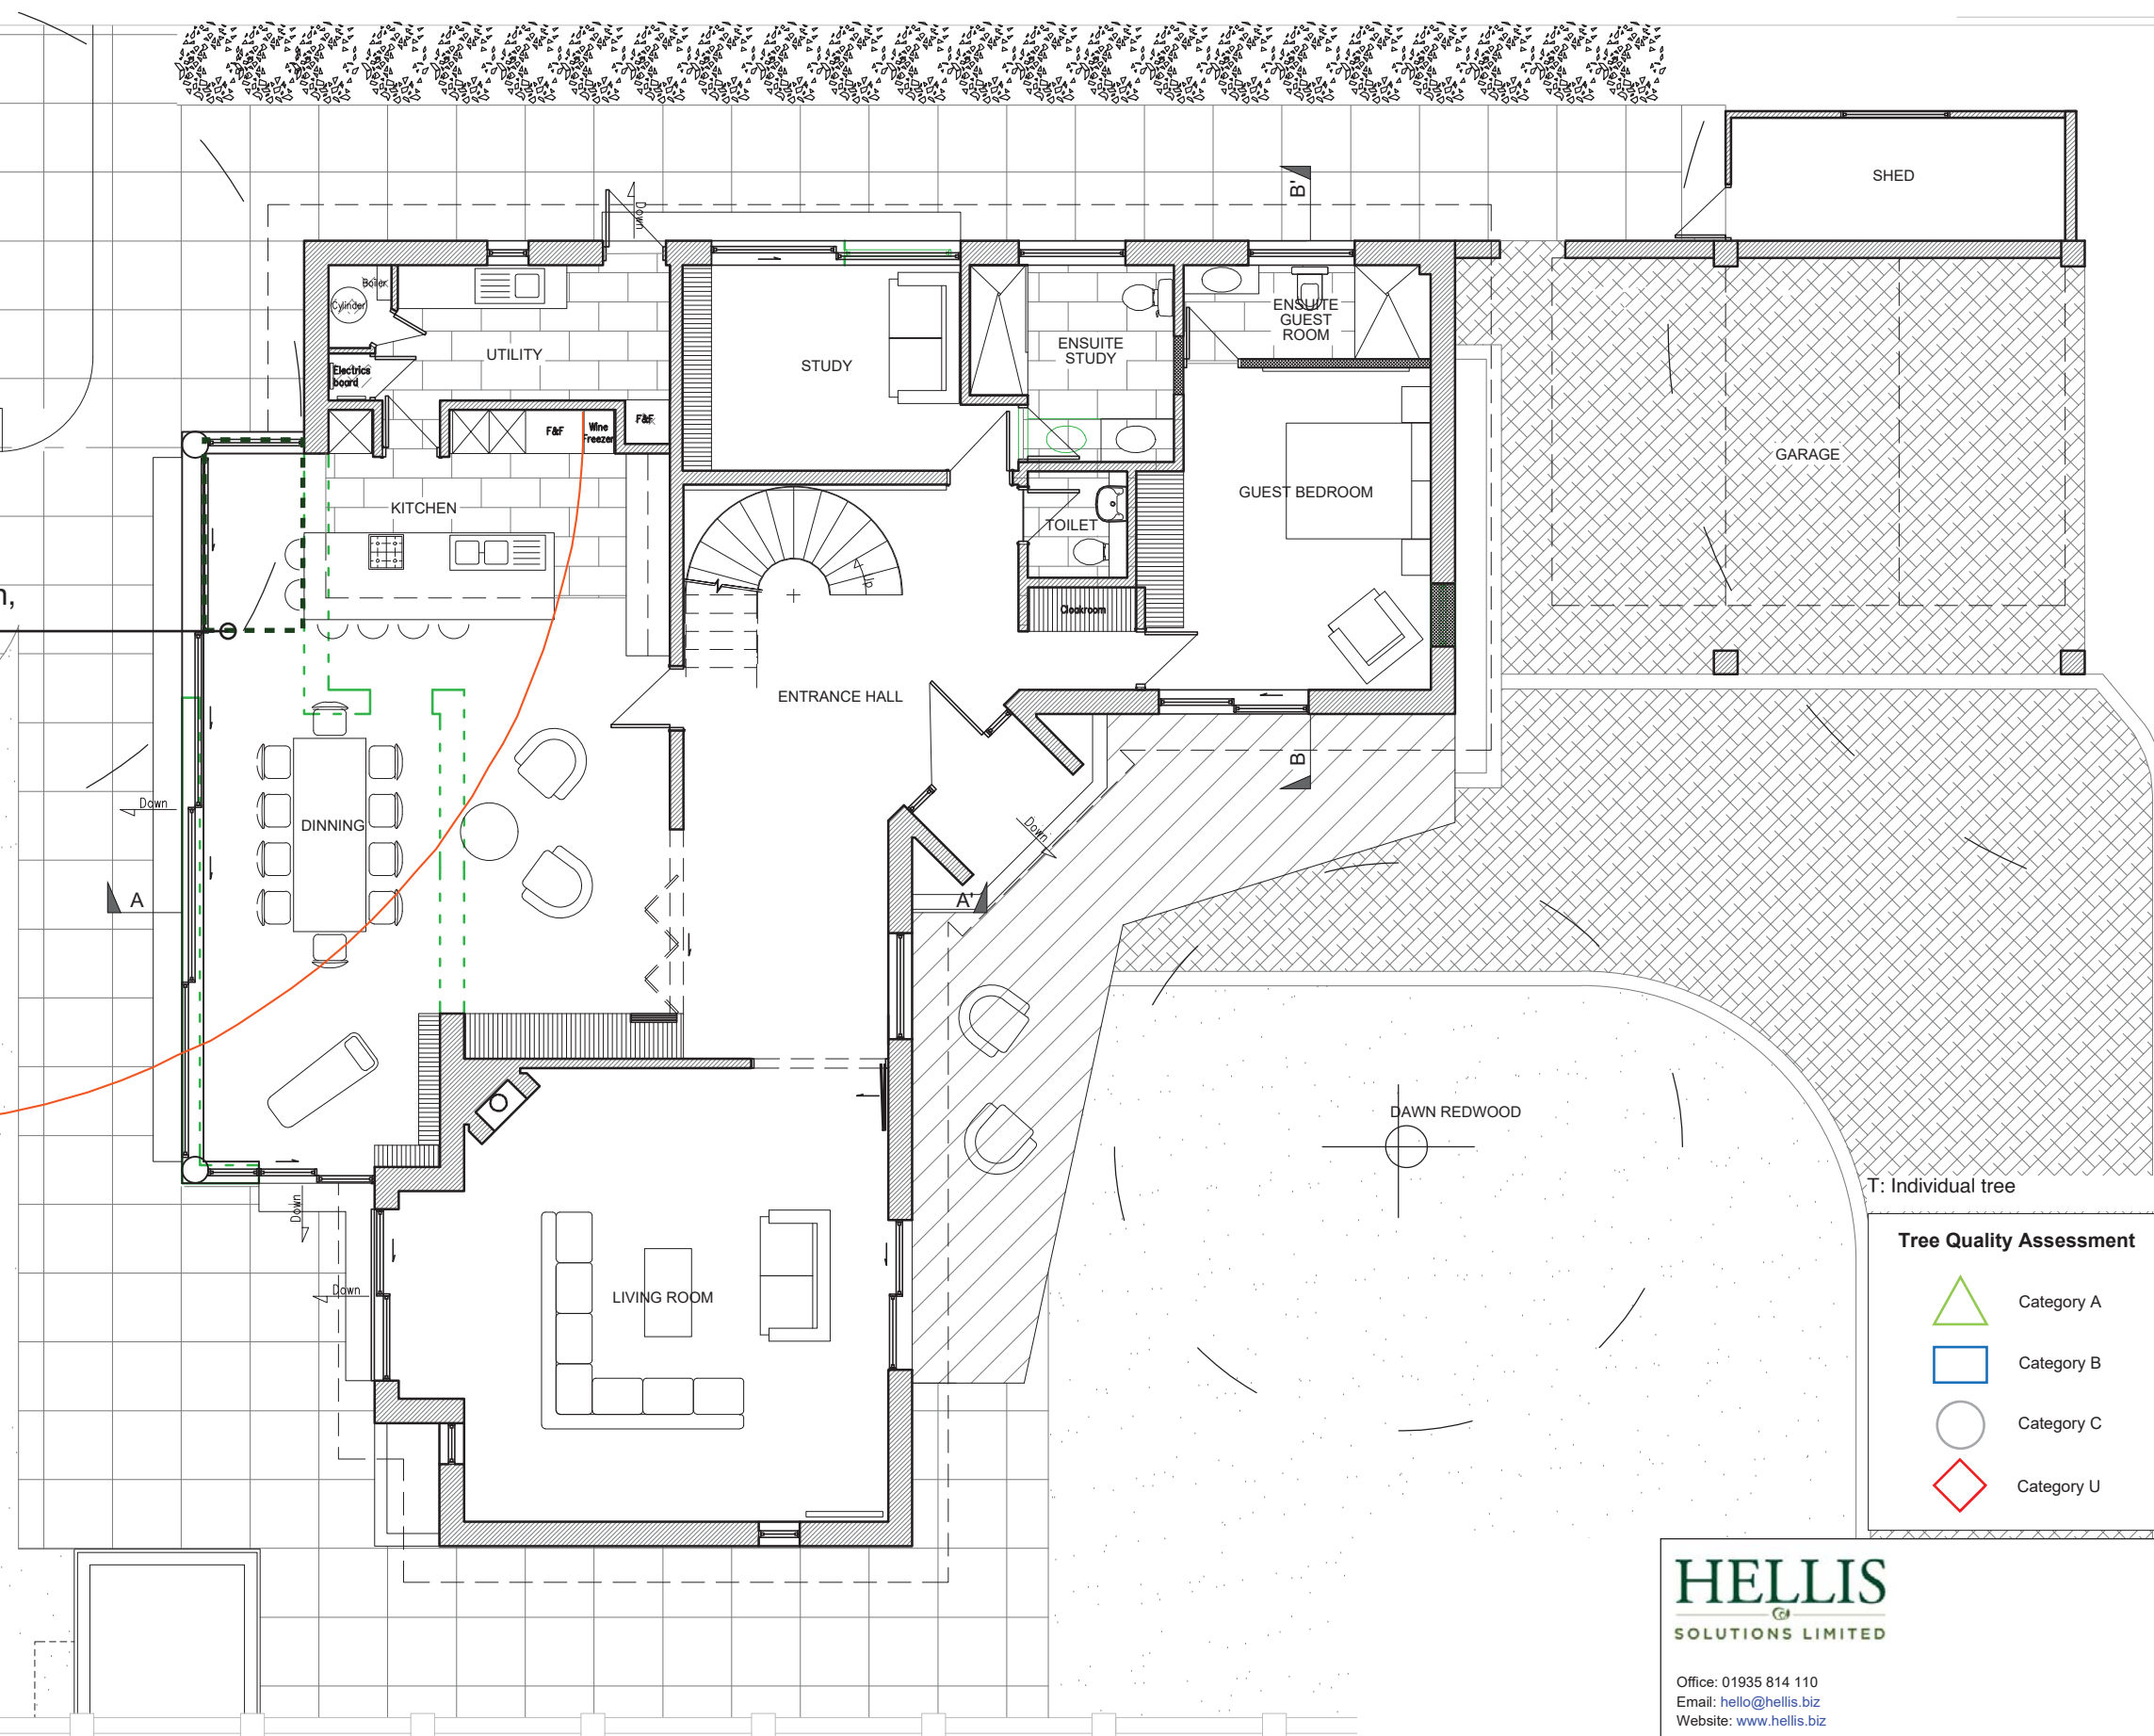 B'
SHED
Down
Boiler
Cylinder
UTILITY
STUDY
ENSUITE
STUDY
ENSUITE
GUEST
ROOM
Electrics
board
F&F
Wine
Freezer
F&F
GARAGE
KITCHEN
GUEST BEDROOM
TOILET
Up
n,
Cloakroom
ENTRANCE HALL
B
Down
DINNING
Down
A
A'
DAWN REDWOOD
T: Individual tree
Down
Tree Quality Assessment
Down
LIVING ROOM
Category A
Category B
Category C
Category U
HELLIS
SOLUTIONS LIMITED
Office: 01935 814 110
Email: hello@hellis.biz
Website: www.hellis.biz